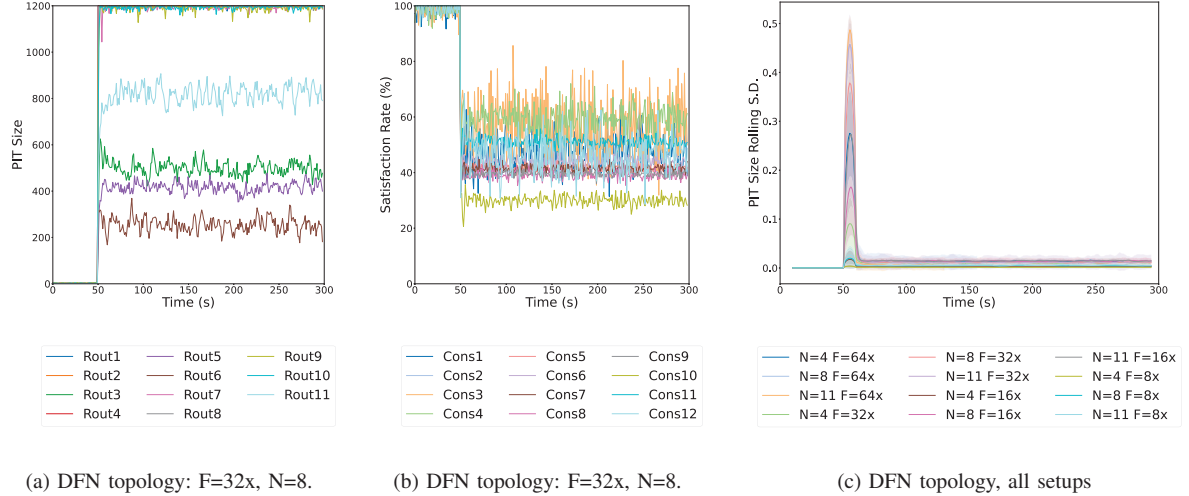 1200
1000
800
600
400
200
0
PIT Size
0 50 100 150 200 250 300
Time (s)
Rout1 Rout5 Rout9
Rout2 Rout6 Rout10
Rout3 Rout7 Rout11
Rout4 Rout8
(a) DFN topology: F=32x, N=8.
100
80
60
40
20
0
Satisfaction Rate (%)
0 50 100 150 200 250 300
Time (s)
Cons1 Cons5 Cons9
Cons2 Cons6 Cons10
Cons3 Cons7 Cons11
Cons4 Cons8 Cons12
(b) DFN topology: F=32x, N=8.
0.5
0.4
0.3
0.2
0.1
0.0
PIT Size Rolling S.D.
0 50 100 150 200 250 300
Time (s)
N=4 F=64x N=8 F=32x N=11 F=16x
N=8 F=64x N=11 F=32x N=4 F=8x
N=11 F=64x N=4 F=16x N=8 F=8x
N=4 F=32x N=8 F=16x N=11 F=8x
(c) DFN topology, all setups